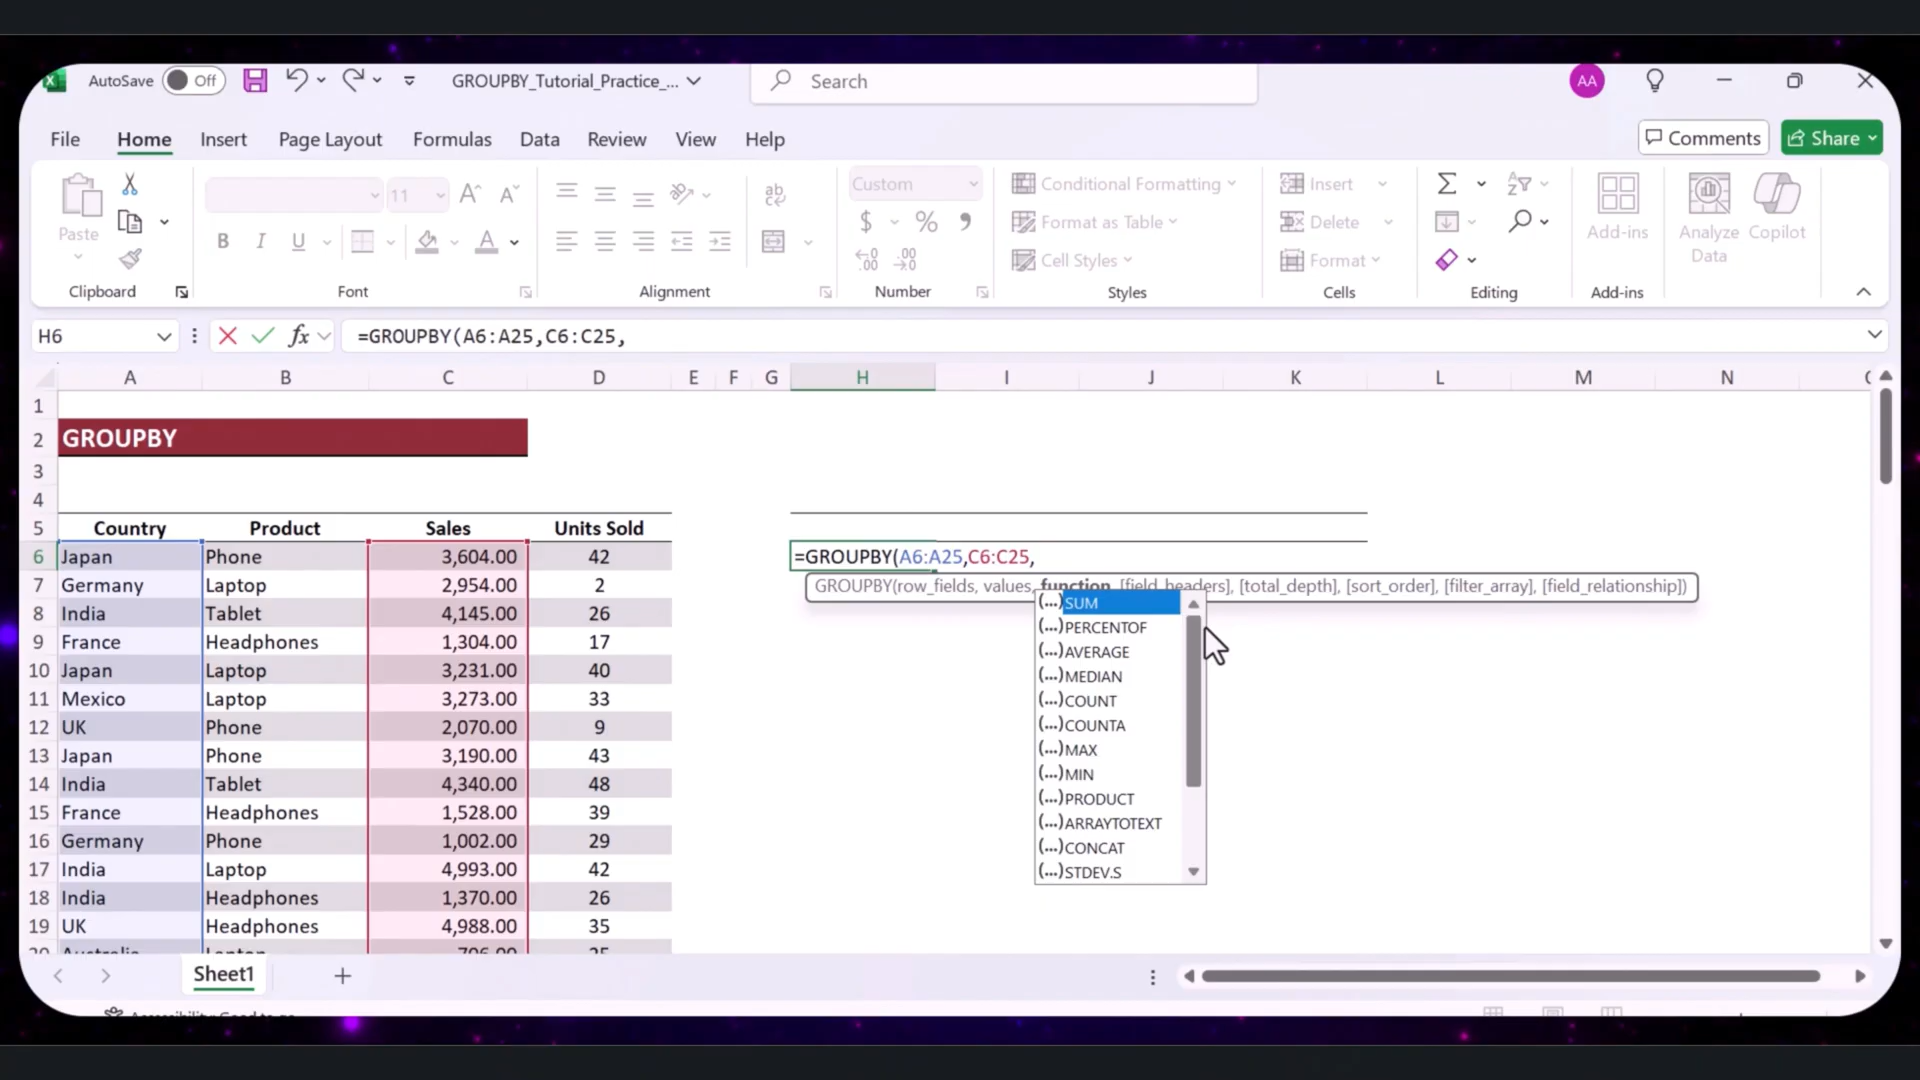 AutoSave Off GROUPBY_Tutorial_Practice_... Search AA
File Home Insert Page Layout Formulas Data Review View Help Comments Share
Paste
Clipboard
11
B I U A
Font
ab
Alignment
Custom
$ % 9
Number
Conditional Formatting
Format as Table
Cell Styles
Styles
Insert
Delete
Format
Cells
Editing
Add-ins
Add-ins
Analyze Data
Copilot
H6 fx =GROUPBY(A6:A25,C6:C25,
A B C D E F G H I J K L M N
1
2 GROUPBY
3
4
5 Country Product Sales Units Sold
6 Japan Phone 3,604.00 42 =GROUPBY(A6:A25,C6:C25,
GROUPBY(row_fields, values, function, [field_headers], [total_depth], [sort_order], [filter_array], [field_relationship])
7 Germany Laptop 2,954.00 2
8 India Tablet 4,145.00 26
9 France Headphones 1,304.00 17
10 Japan Laptop 3,231.00 40
11 Mexico Laptop 3,273.00 33
12 UK Phone 2,070.00 9
13 Japan Phone 3,190.00 43
14 India Tablet 4,340.00 48
15 France Headphones 1,528.00 39
16 Germany Phone 1,002.00 29
17 India Laptop 4,993.00 42
18 India Headphones 1,370.00 26
19 UK Headphones 4,988.00 35
(...)SUM
(...)PERCENTOF
(...)AVERAGE
(...)MEDIAN
(...)COUNT
(...)COUNTA
(...)MAX
(...)MIN
(...)PRODUCT
(...)ARRAYTOTEXT
(...)CONCAT
(...)STDEV.S
Sheet1